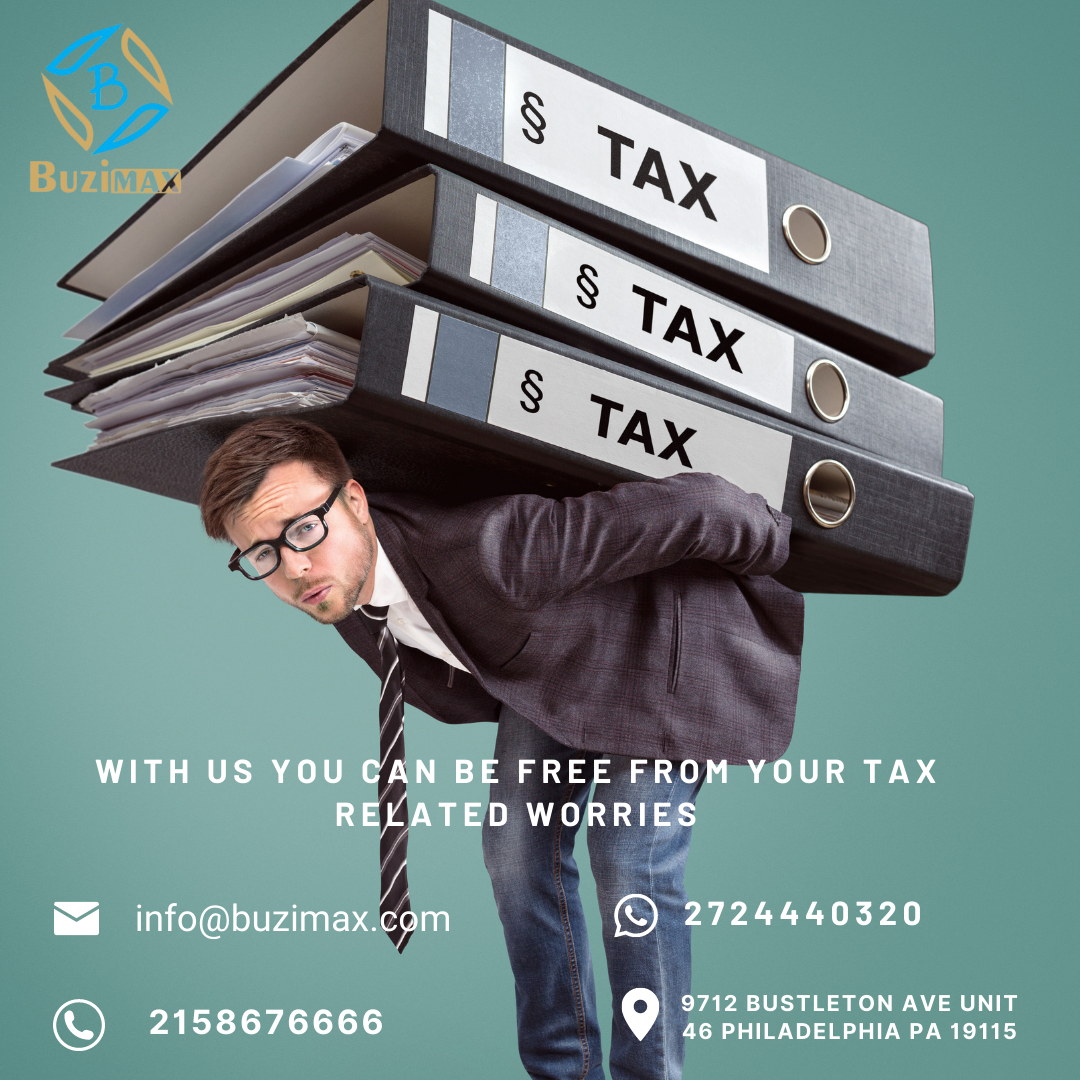 B
BUZIMAX
§ TAX
§ TAX
§ TAX
WITH US YOU CAN BE FREE FROM YOUR TAX
RELATED WORRIES
info@buzimax.com
2724440320
2158676666
9712 BUSTLETON AVE UNIT
46 PHILADELPHIA PA 19115